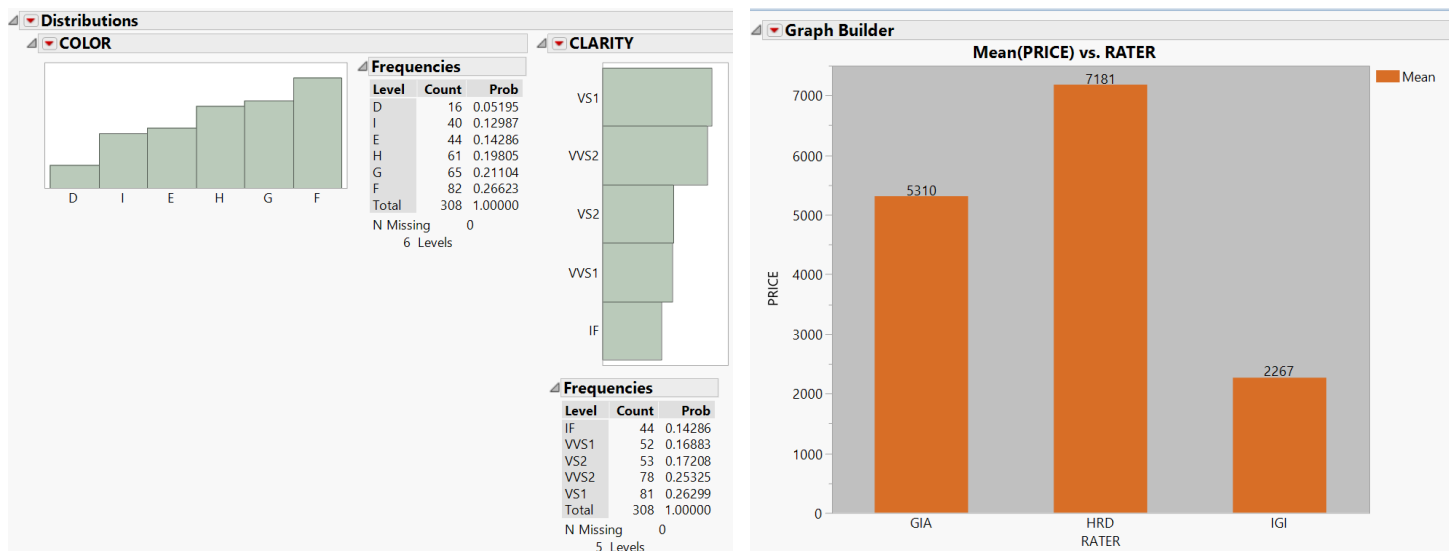 Distributions
COLOR
D I E H G F
Frequencies
Level Count Prob
D 16 0.05195
I 40 0.12987
E 44 0.14286
H 61 0.19805
G 65 0.21104
F 82 0.26623
Total 308 1.00000
N Missing 0
6 Levels
CLARITY
VS1
VVS2
VS2
VVS1
IF
Frequencies
Level Count Prob
IF 44 0.14286
VVS1 52 0.16883
VS2 53 0.17208
VVS2 78 0.25325
VS1 81 0.26299
Total 308 1.00000
N Missing 0
5 Levels
Graph Builder
Mean(PRICE) vs. RATER
Mean
PRICE
7000
6000
5000
4000
3000
2000
1000
0
5310
7181
2267
GIA HRD IGI
RATER